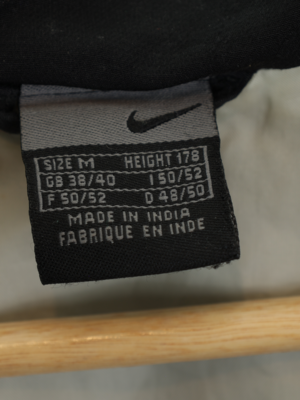 SIZE M HEIGHT 178
GB 38/40 I 50/52
F 50/52 D 48/50
MADE IN INDIA
FABRIQUE EN INDE